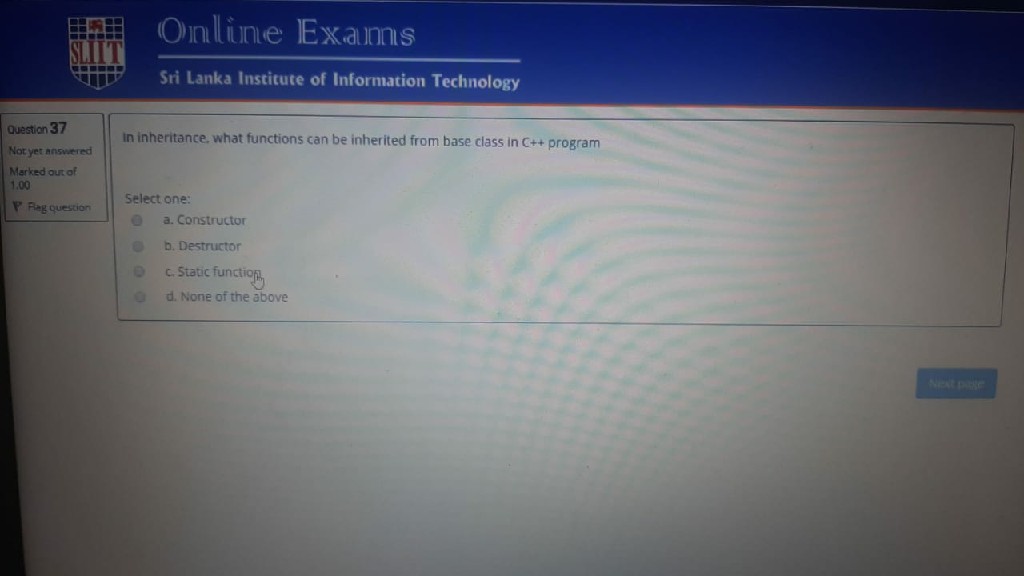 SLIIT
Online Exams
Sri Lanka Institute of Information Technology
Question 37
Not yet answered
Marked out of
1.00
Flag question
In inheritance, what functions can be inherited from base class in C++ program
Select one:
a. Constructor
b. Destructor
c. Static function
d. None of the above
Next page